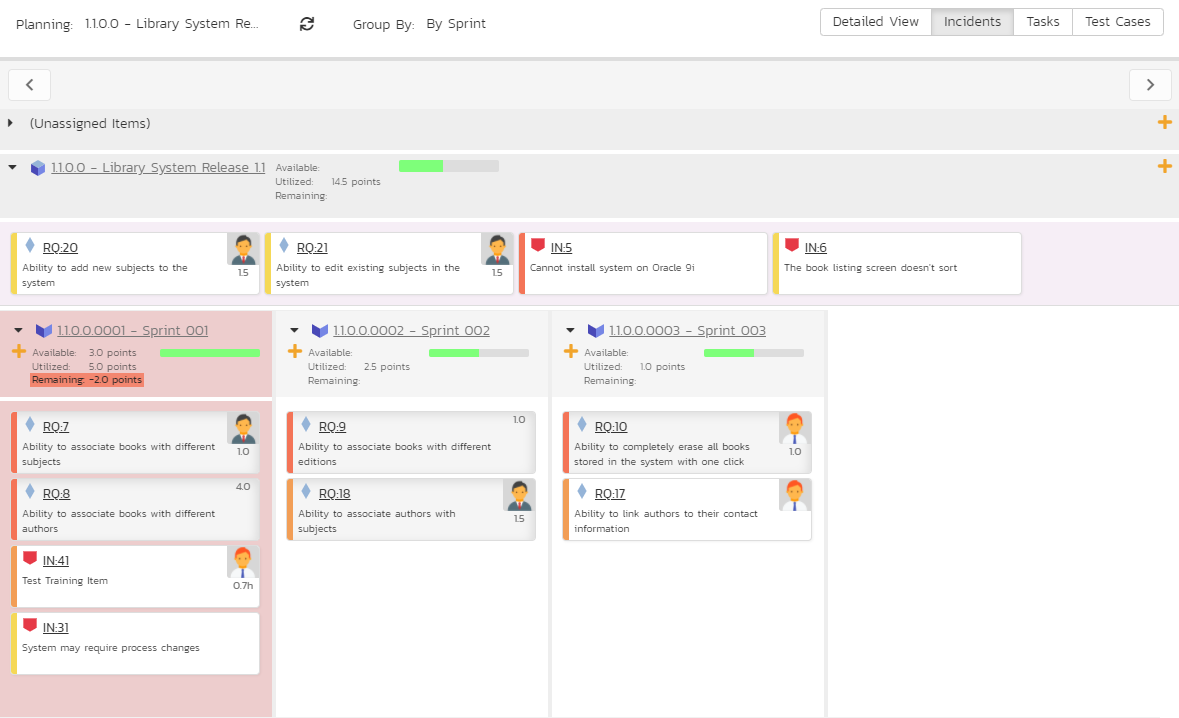 Planning: 1.1.0.0 - Library System Re... Group By: By Sprint Detailed View Incidents Tasks Test Cases
(Unassigned Items)
1.1.0.0 - Library System Release 1.1
Available:
Utilized: 14.5 points
Remaining:
RQ:20
1.5
Ability to add new subjects to the
system
RQ:21
1.5
Ability to edit existing subjects in the
system
IN:5
Cannot install system on Oracle 9i
IN:6
The book listing screen doesn't sort
1.1.0.0.0001 - Sprint 001
Available: 3.0 points
Utilized: 5.0 points
Remaining: -2.0 points
RQ:7
1.0
Ability to associate books with different
subjects
RQ:8
4.0
Ability to associate books with different
authors
IN:41
Test Training Item
0.7h
IN:31
System may require process changes
1.1.0.0.0002 - Sprint 002
Available:
Utilized: 2.5 points
Remaining:
RQ:9
1.0
Ability to associate books with different
editions
RQ:18
1.5
Ability to associate authors with
subjects
1.1.0.0.0003 - Sprint 003
Available:
Utilized: 1.0 points
Remaining:
RQ:10
1.0
Ability to completely erase all books
stored in the system with one click
RQ:17
Ability to link authors to their contact
information